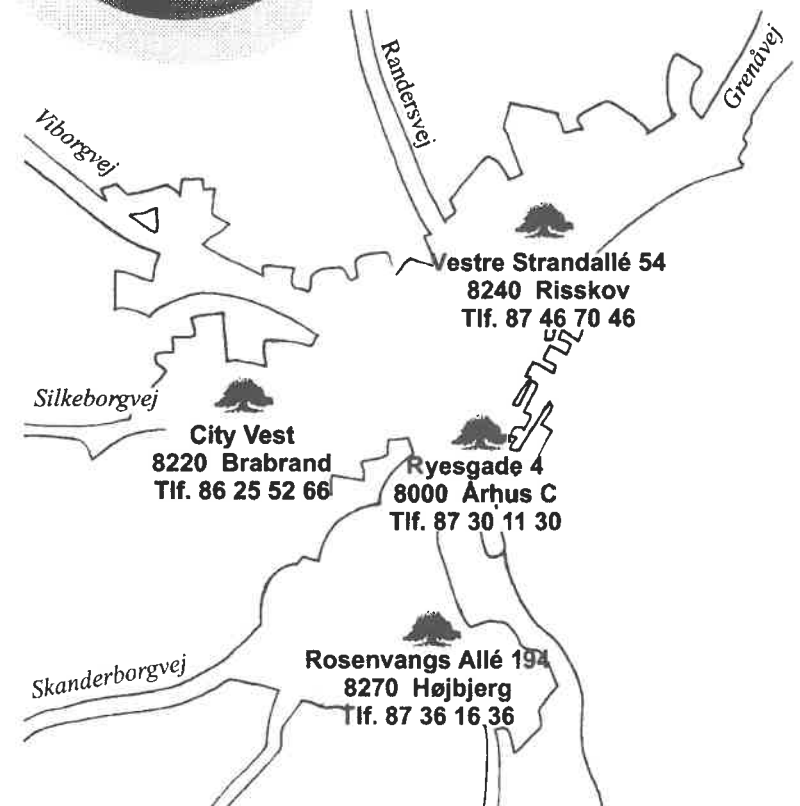 Randersvej
Grenåvej
Viborgvej
Vestre Strandallé 54
8240 Risskov
Tlf. 87 46 70 46
Silkeborgvej
City Vest
8220 Brabrand
Tlf. 86 25 52 66
Ryesgade 4
8000 Århus C
Tlf. 87 30 11 30
Rosenvangs Allé 194
8270 Højbjerg
Tlf. 87 36 16 36
Skanderborgvej